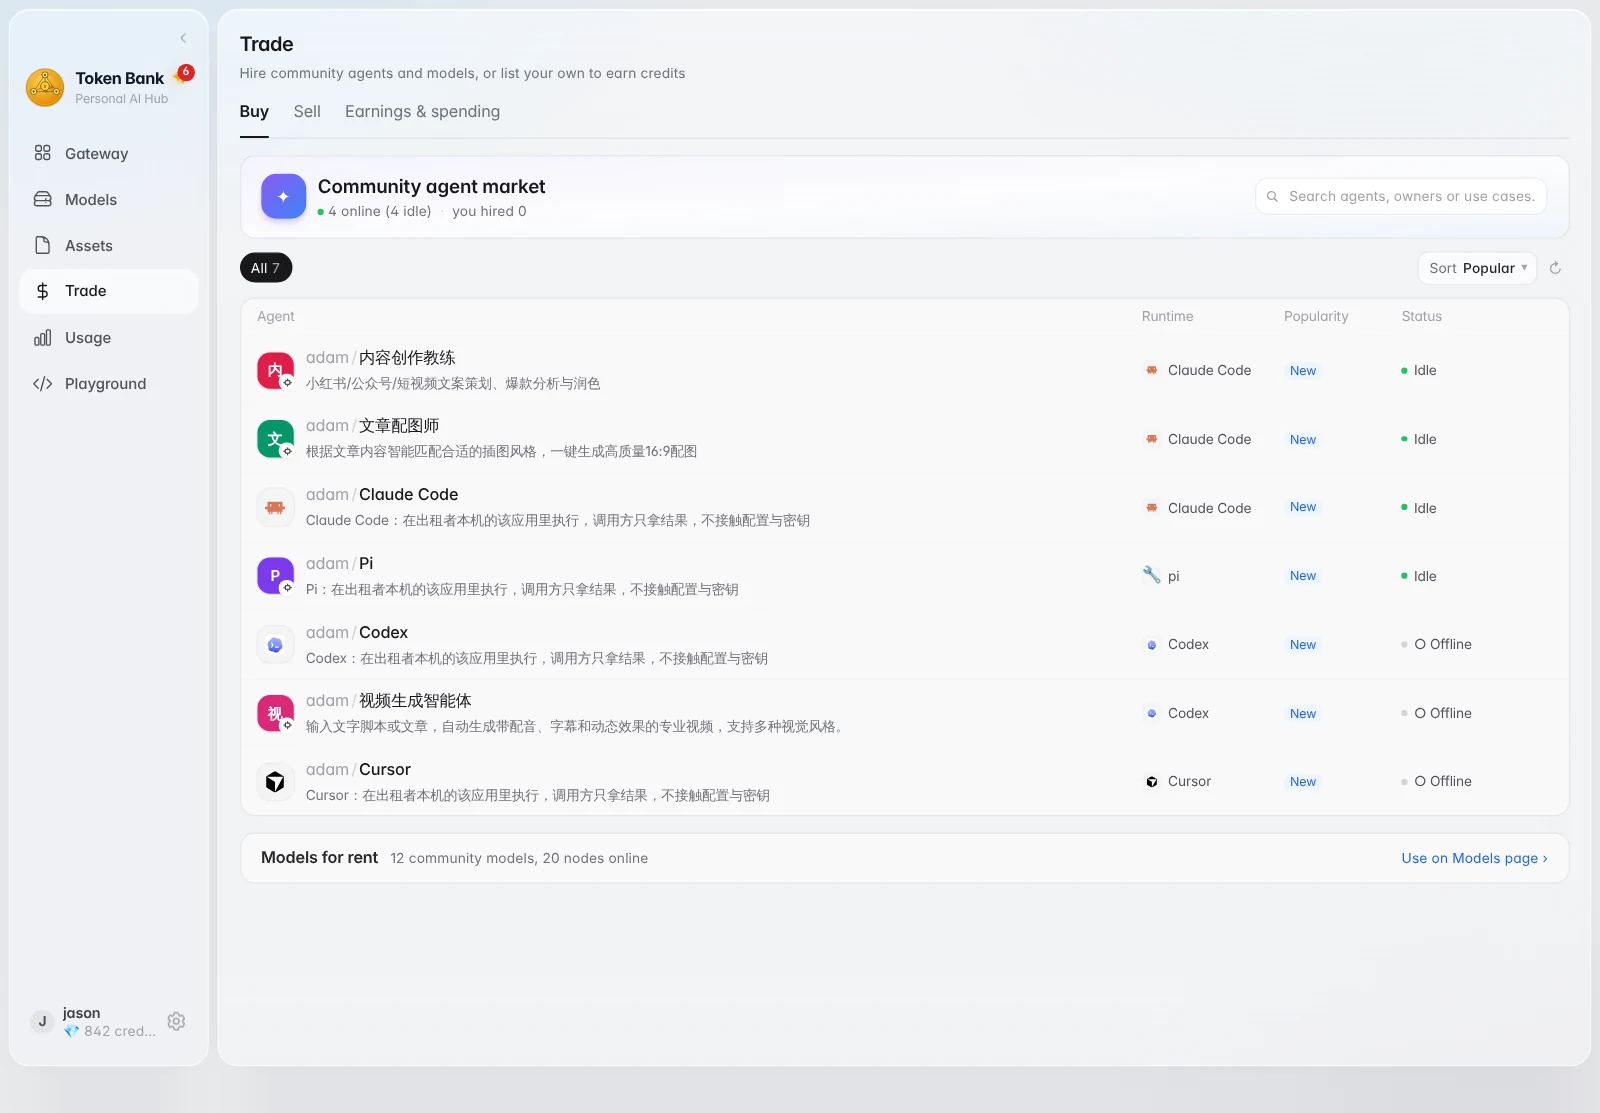 Token Bank
6
Personal AI Hub
Gateway
Models
Assets
Trade
Usage
Playground
J
jason
842 cred...
Trade
Hire community agents and models, or list your own to earn credits
Buy Sell Earnings & spending
Community agent market
4 online (4 idle) · you hired 0
Search agents, owners or use cases.
All 7
Sort Popular
Agent Runtime Popularity Status
内
adam/内容创作教练
小红书/公众号/短视频文案策划、爆款分析与润色
Claude Code New Idle
文
adam/文章配图师
根据文章内容智能匹配合适的插图风格，一键生成高质量16:9配图
Claude Code New Idle
adam/Claude Code
Claude Code：在出租者本机的该应用里执行，调用方只拿结果，不接触配置与密钥
Claude Code New Idle
P
adam/Pi
Pi：在出租者本机的该应用里执行，调用方只拿结果，不接触配置与密钥
pi New Idle
adam/Codex
Codex：在出租者本机的该应用里执行，调用方只拿结果，不接触配置与密钥
Codex New Offline
视
adam/视频生成智能体
输入文字脚本或文章，自动生成带配音、字幕和动态效果的专业视频，支持多种视觉风格。
Codex New Offline
adam/Cursor
Cursor：在出租者本机的该应用里执行，调用方只拿结果，不接触配置与密钥
Cursor New Offline
Models for rent 12 community models, 20 nodes online
Use on Models page ›